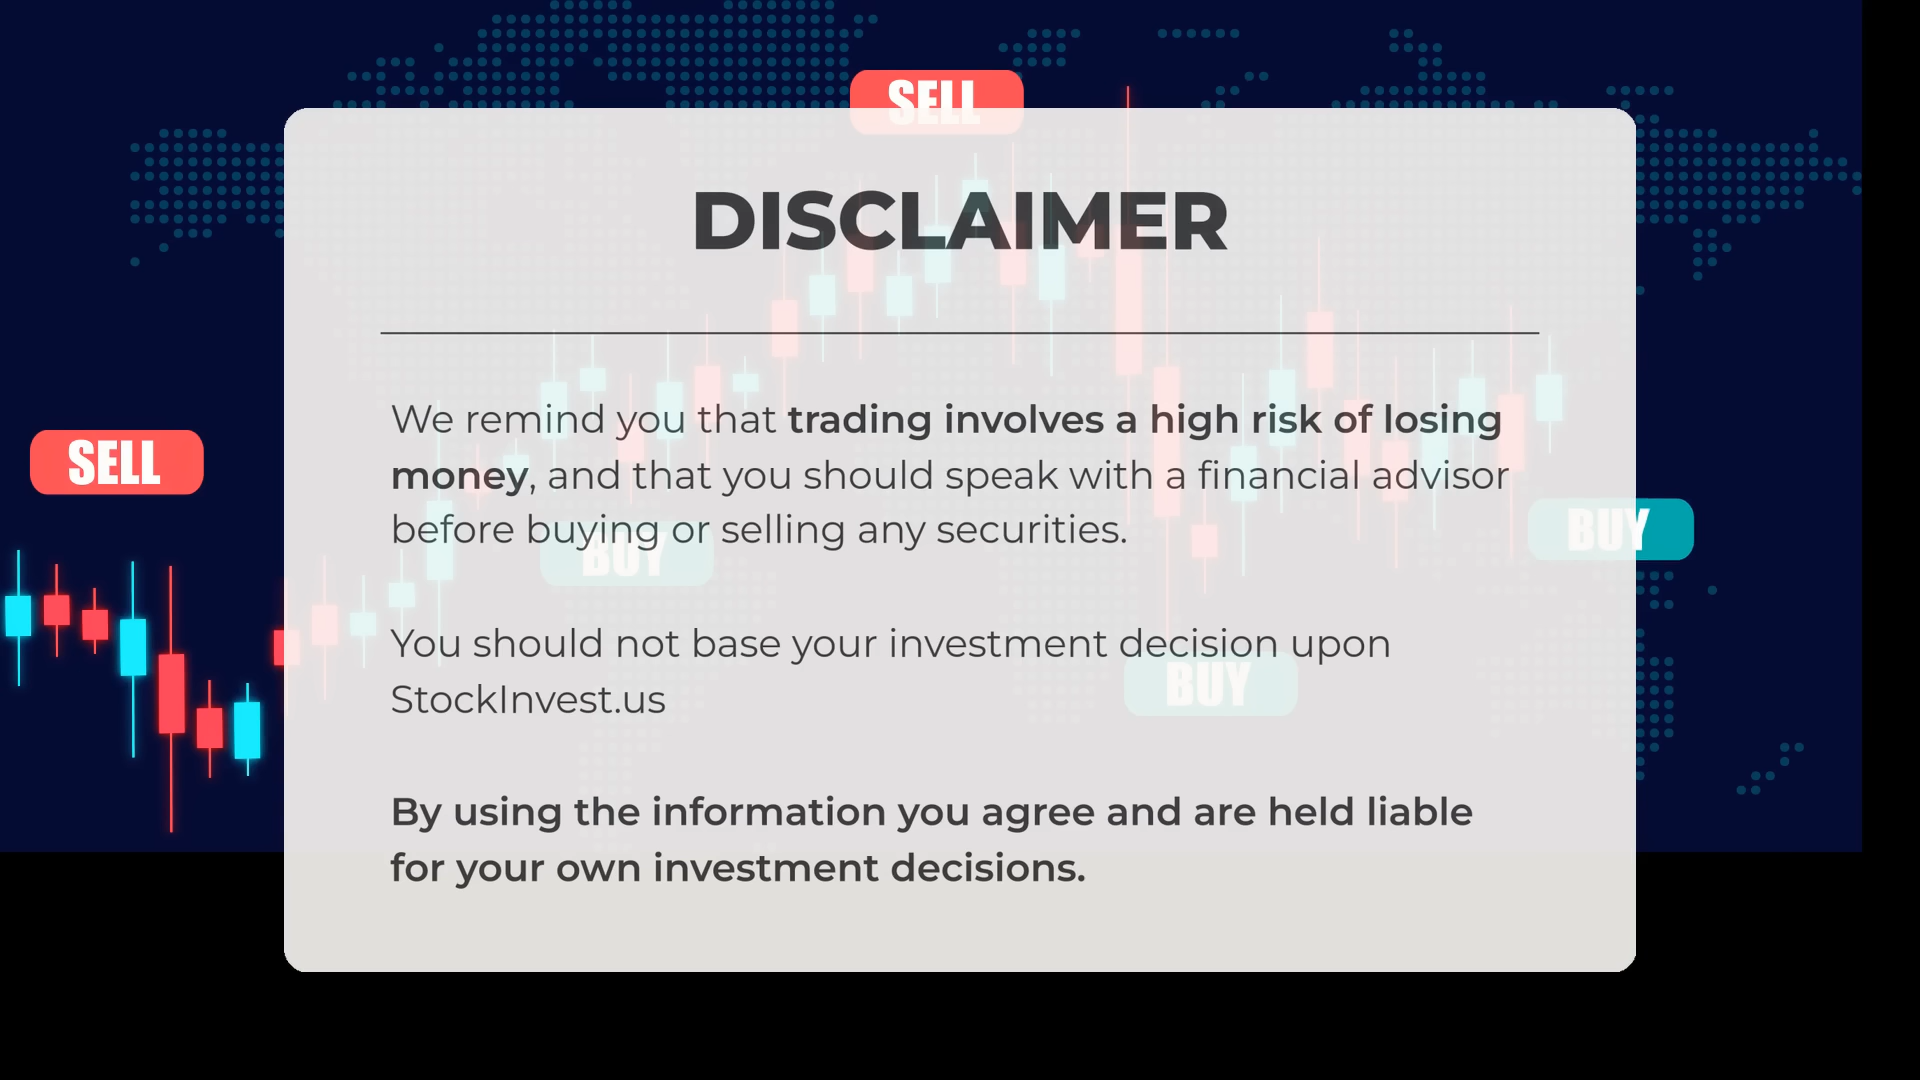 SELL
DISCLAIMER
We remind you that trading involves a high risk of losing
money, and that you should speak with a financial advisor
before buying or selling any securities.
SELL
BUY
BUY
You should not base your investment decision upon
StockInvest.us
BUY
By using the information you agree and are held liable
for your own investment decisions.